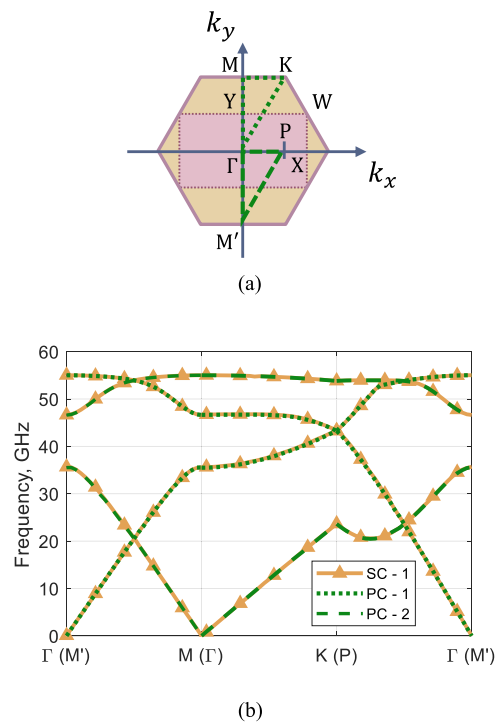 k_y
M
K
Y
W
P
Γ
X
k_x
M′
(a)
60
50
40
30
20
10
0
Frequency, GHz
SC - 1
PC - 1
PC - 2
Γ (M') M (Γ) K (P) Γ (M')
(b)